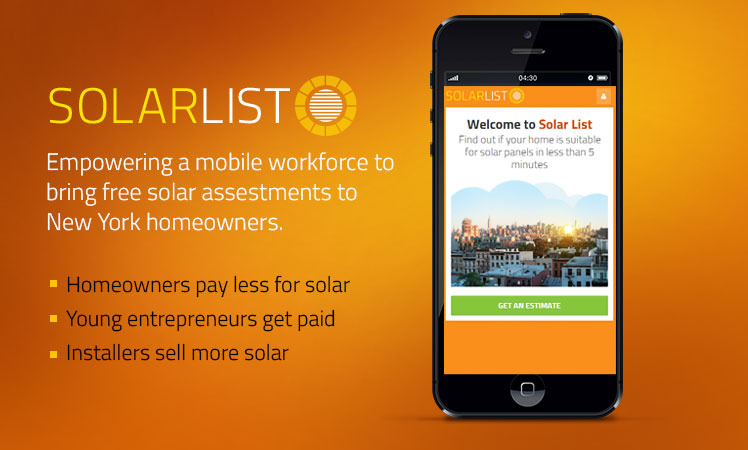 SOLARLIST
Empowering a mobile workforce to
bring free solar assestments to
New York homeowners.
Homeowners pay less for solar
Young entrepreneurs get paid
Installers sell more solar
04:30
SOLARLIST
Welcome to Solar List
Find out if your home is suitable
for solar panels in less than 5
minutes
GET AN ESTIMATE